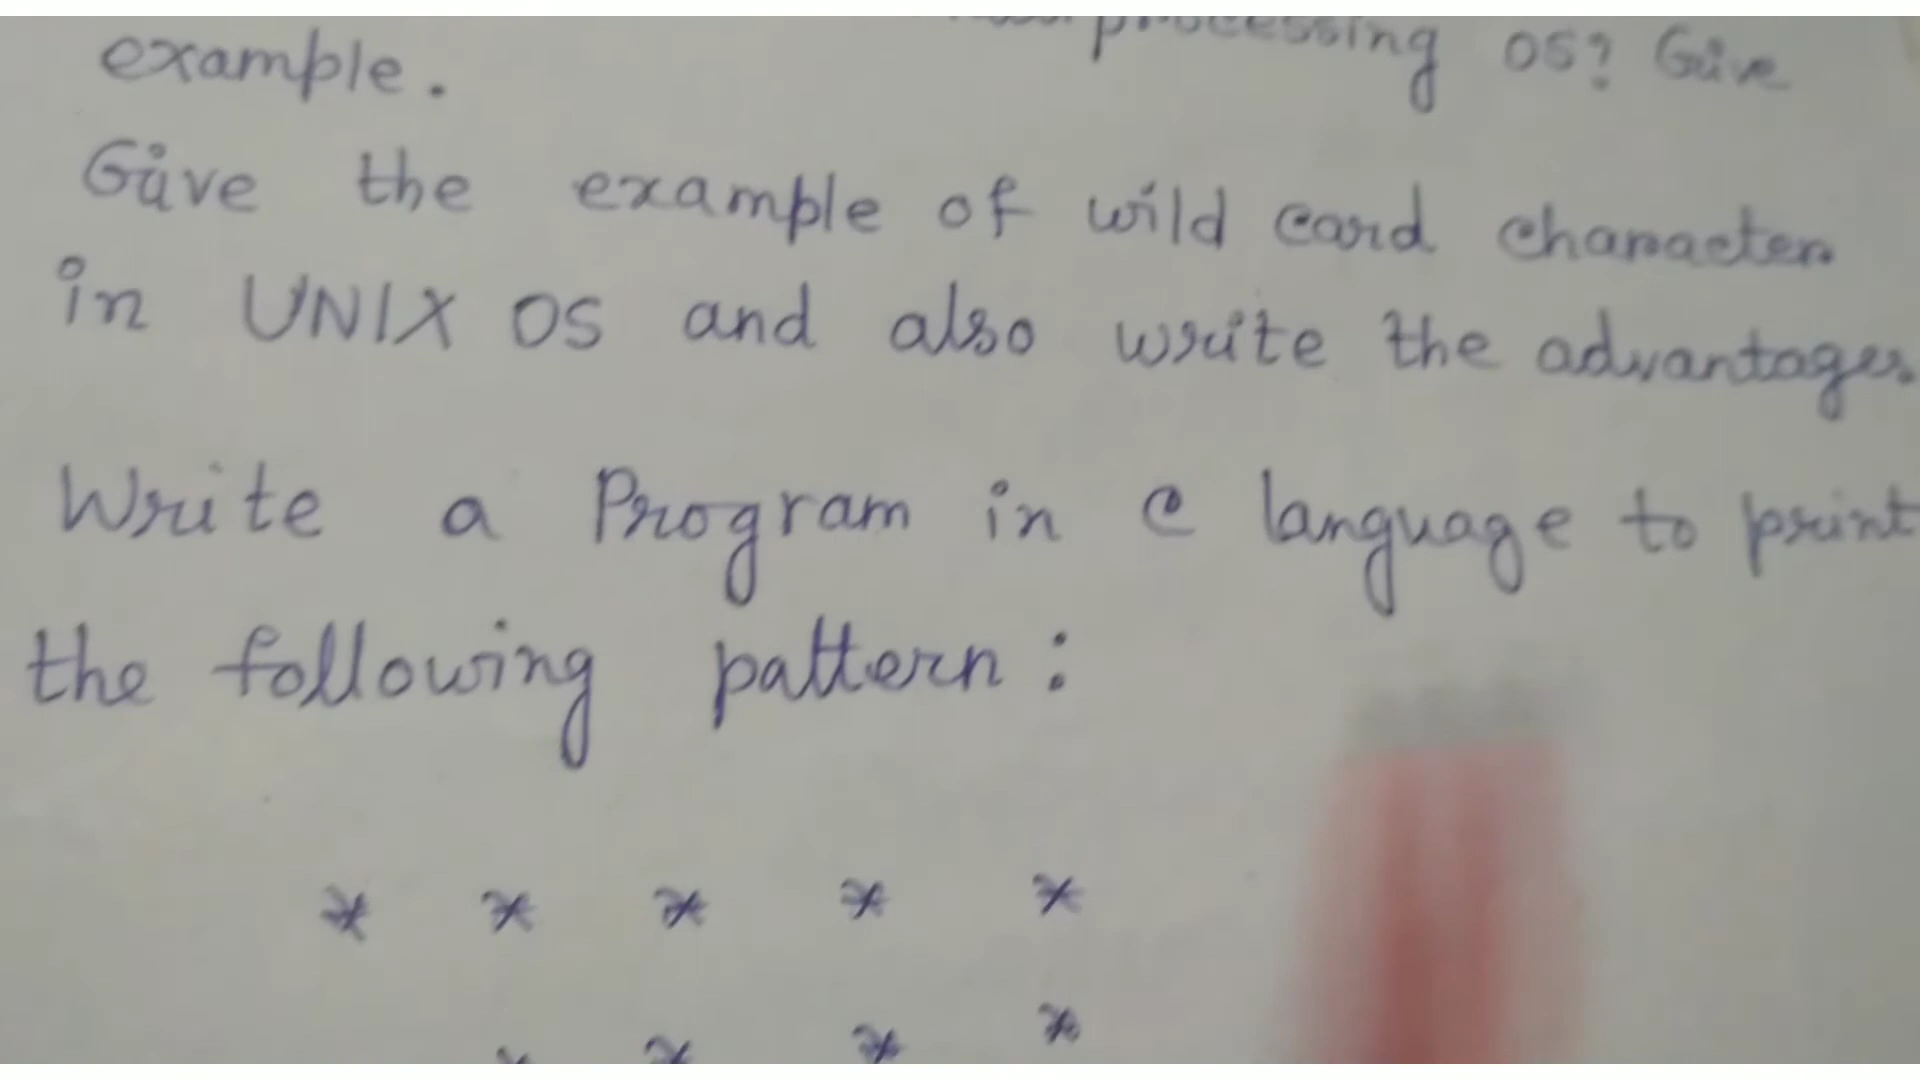 processing OS? Give
example.
Give the example of wild card character
in UNIX OS and also write the advantages.
Write a Program in C language to print
the following pattern :
* * * * *
* * * *